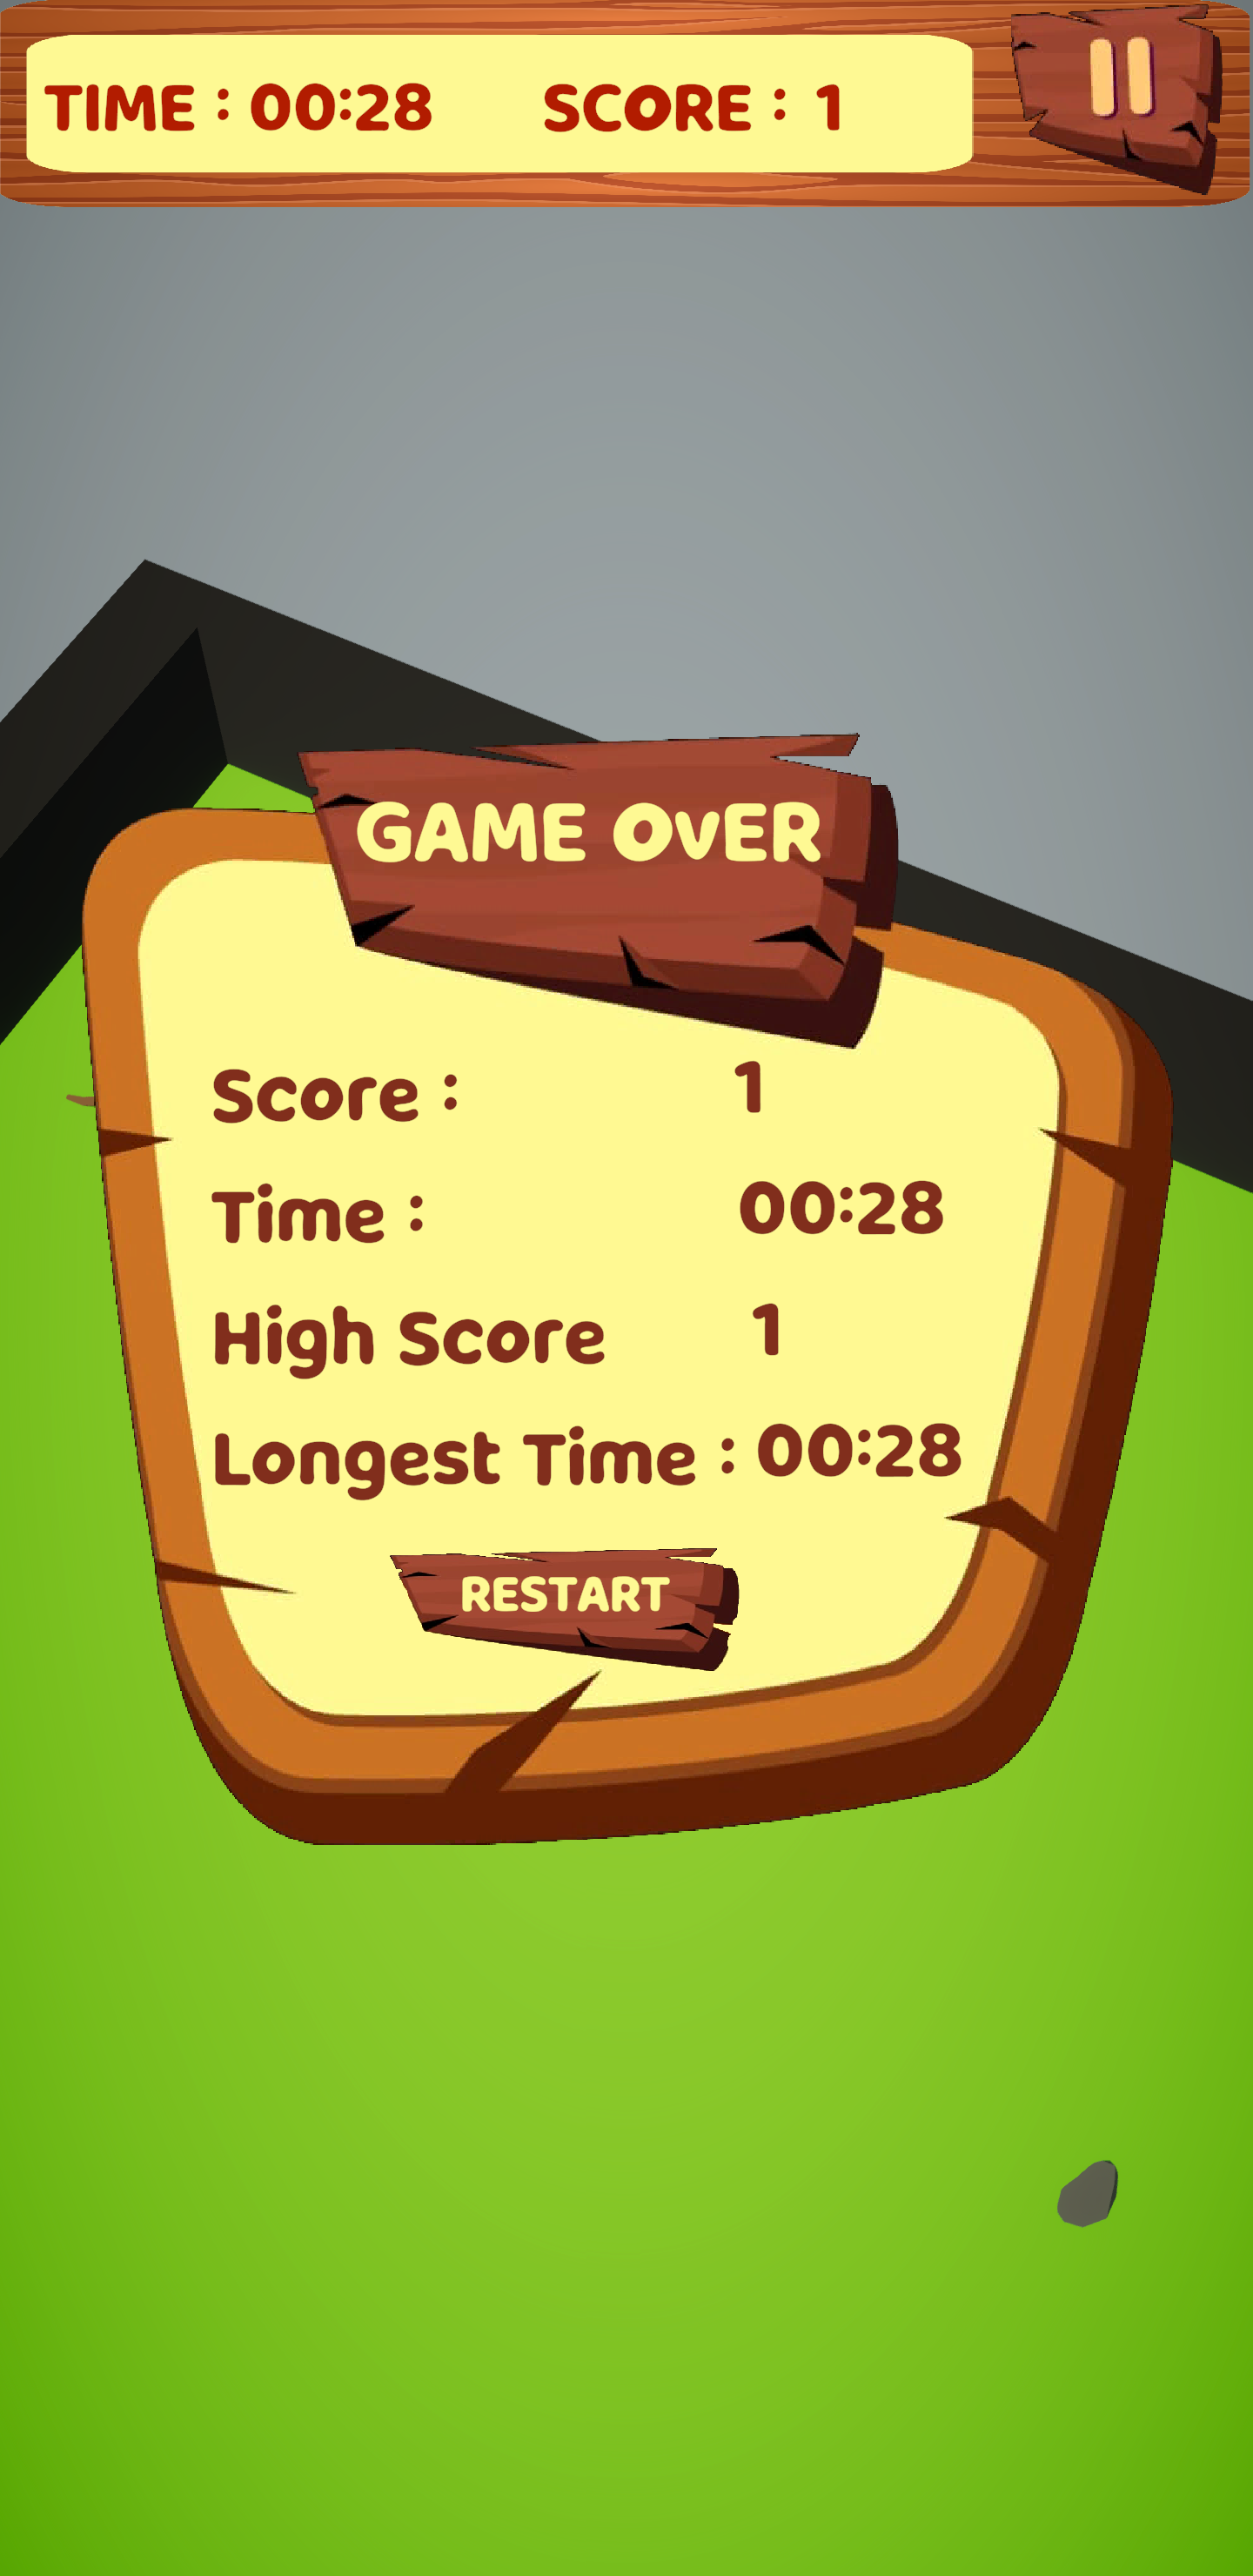 TIME : 00:28 SCORE : 1
GAME OVER
Score : 1
Time : 00:28
High Score 1
Longest Time : 00:28
RESTART